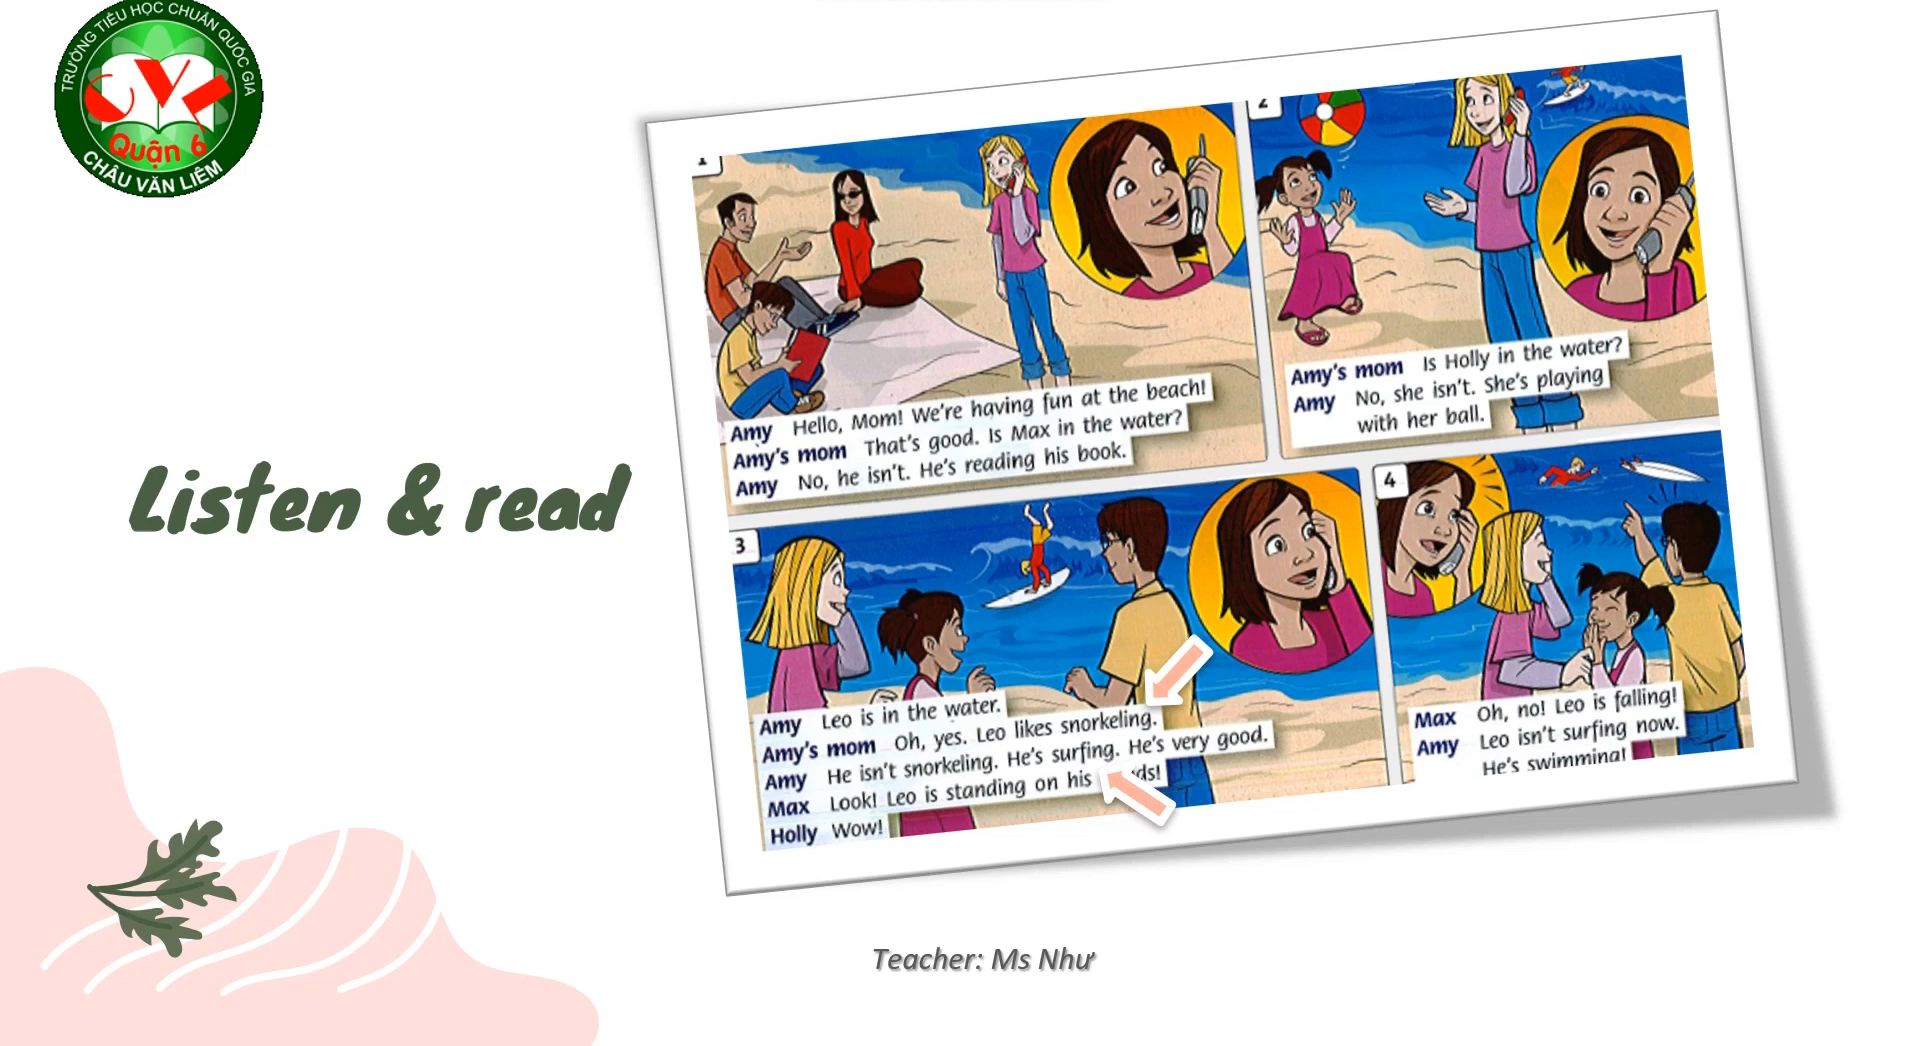 TRƯỜNG TIỂU HỌC CHUẨN QUỐC GIA
CVL
Quận 6
CHÂU VĂN LIÊM
Listen & read
1
Amy Hello, Mom! We're having fun at the beach!
Amy's mom That's good. Is Max in the water?
Amy No, he isn't. He's reading his book.
2
Amy's mom Is Holly in the water?
Amy No, she isn't. She's playing
with her ball.
3
Amy Leo is in the water.
Amy's mom Oh, yes. Leo likes snorkeling.
Amy He isn't snorkeling. He's surfing. He's very good.
Max Look! Leo is standing on his
Holly Wow!
4
Max Oh, no! Leo is falling!
Amy Leo isn't surfing now.
He's swimming!
Teacher: Ms Như